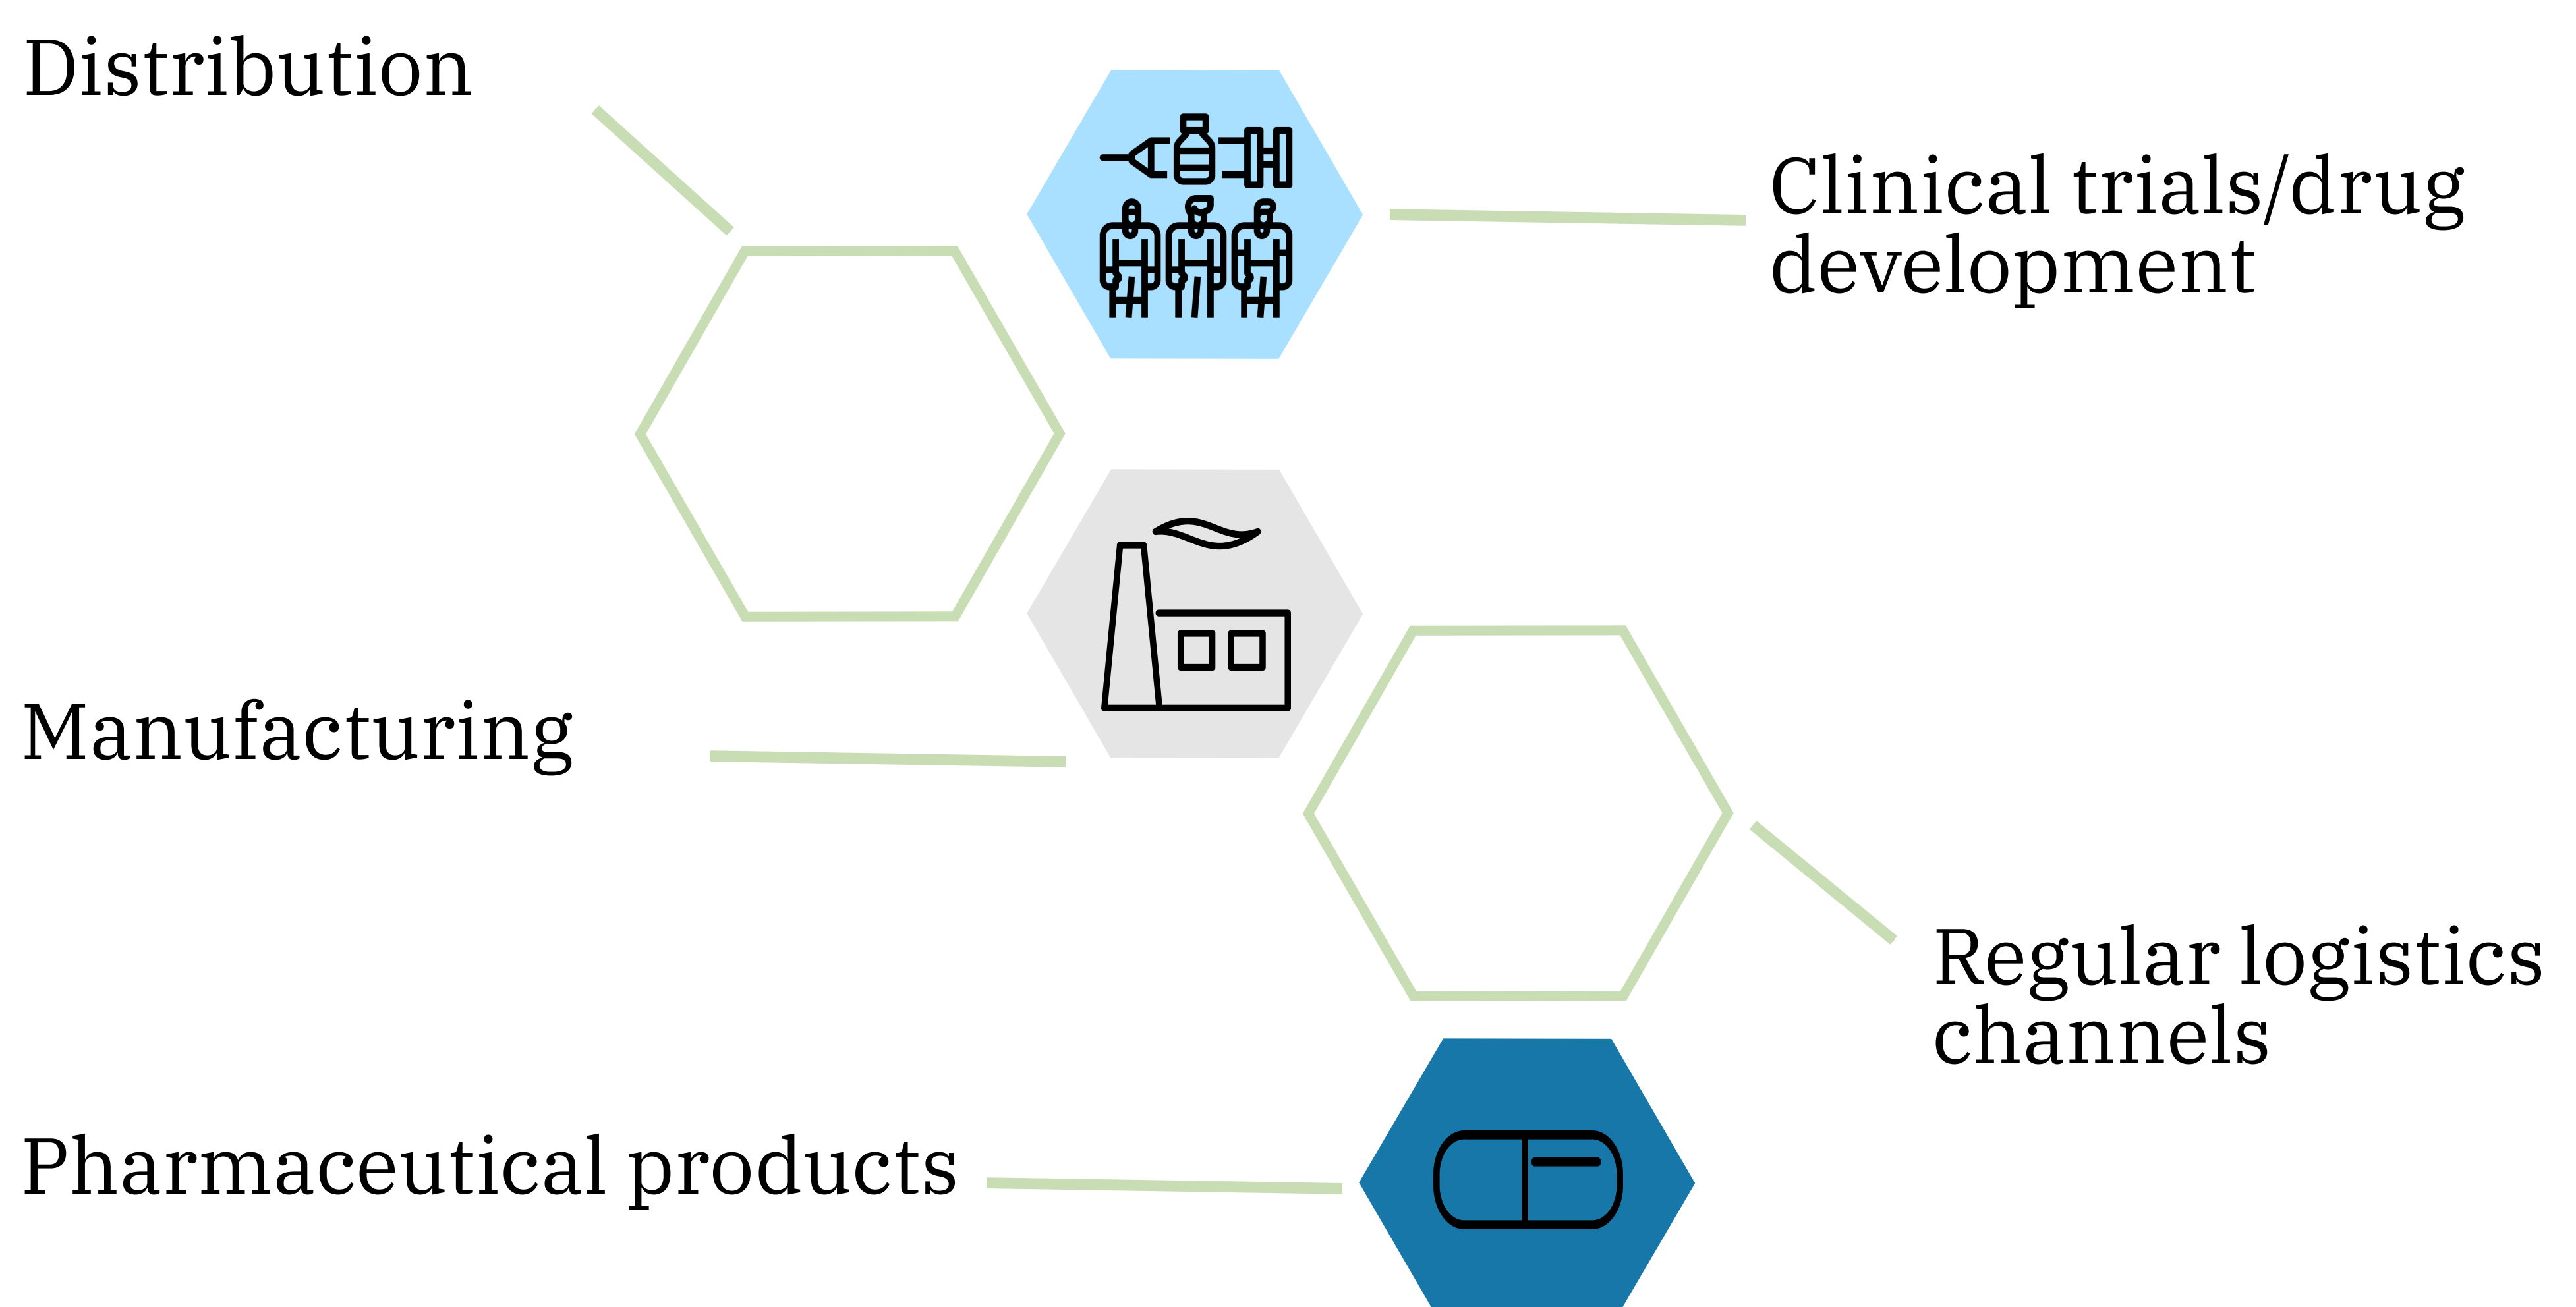 Distribution
Clinical trials/drug
development
Manufacturing
Regular logistics
channels
Pharmaceutical products